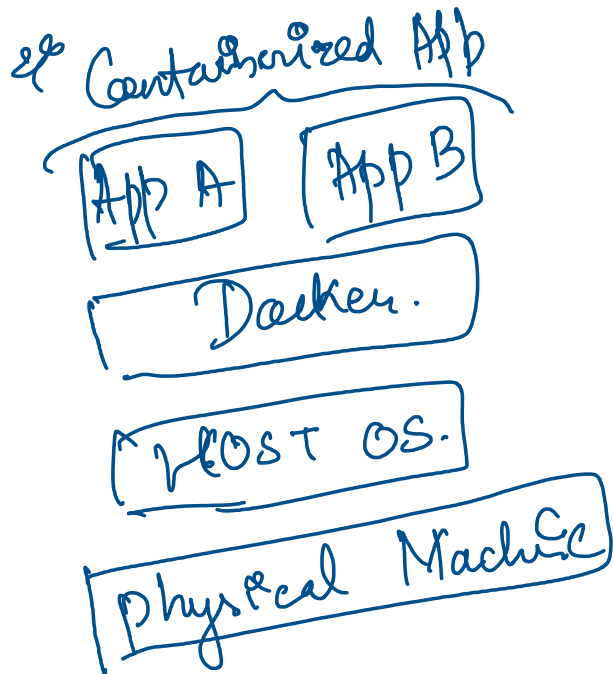 * Containerized App
App A App B
Docker.
HOST OS.
Physical Machine